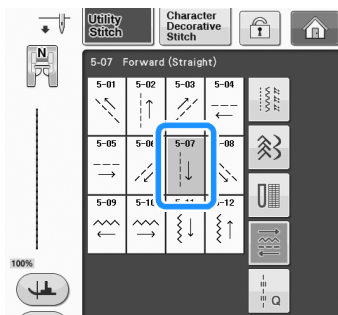 Utility
Stitch
Character
Decorative
Stitch
N
5-07 Forward (Straight)
5-01 5-02 5-03 5-04
5-05 5-07
5-09 5-12
100%
Q